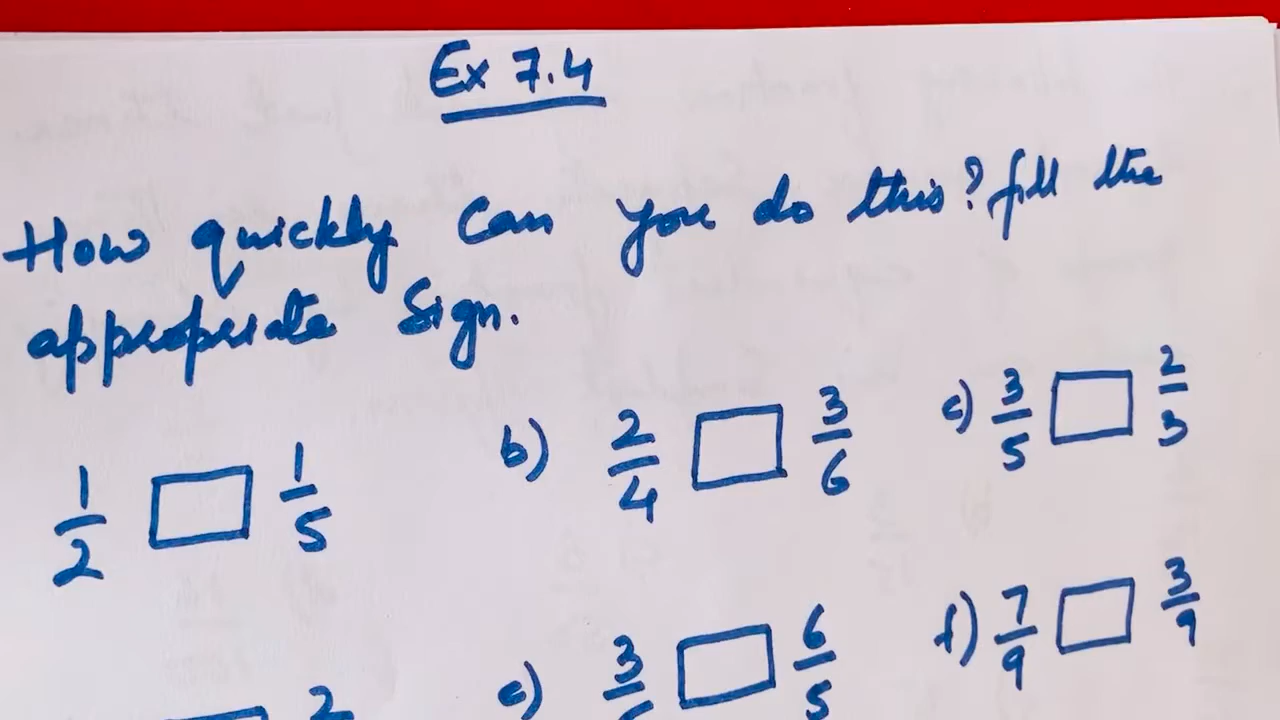 Ex 7.4
How quickly can you do this? fill the
appropriate Sign.
1/2 □ 1/5
b) 2/4 □ 3/6
c) 3/5 □ 2/3
e) 3/ □ 6/5
f) 7/9 □ 3/9
2